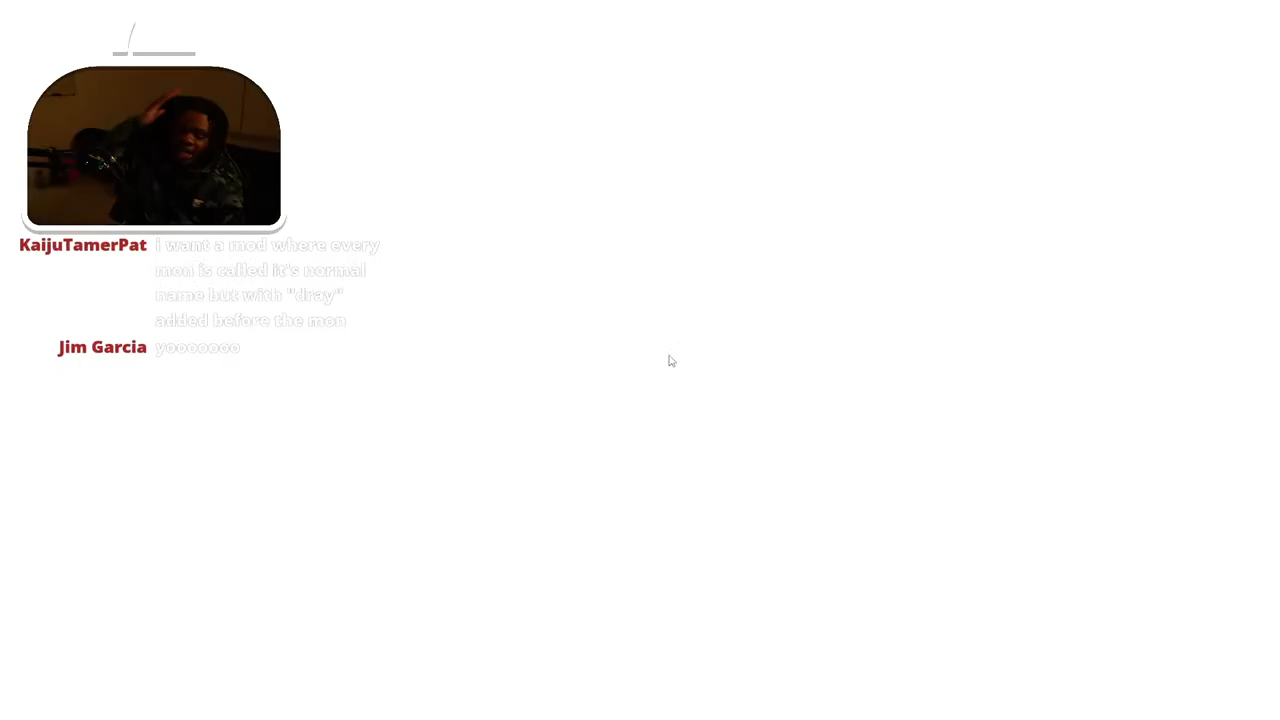 KaijuTamerPat i want a mod where every
mon is called it's normal
name but with "dray"
added before the mon
Jim Garcia yooooooo